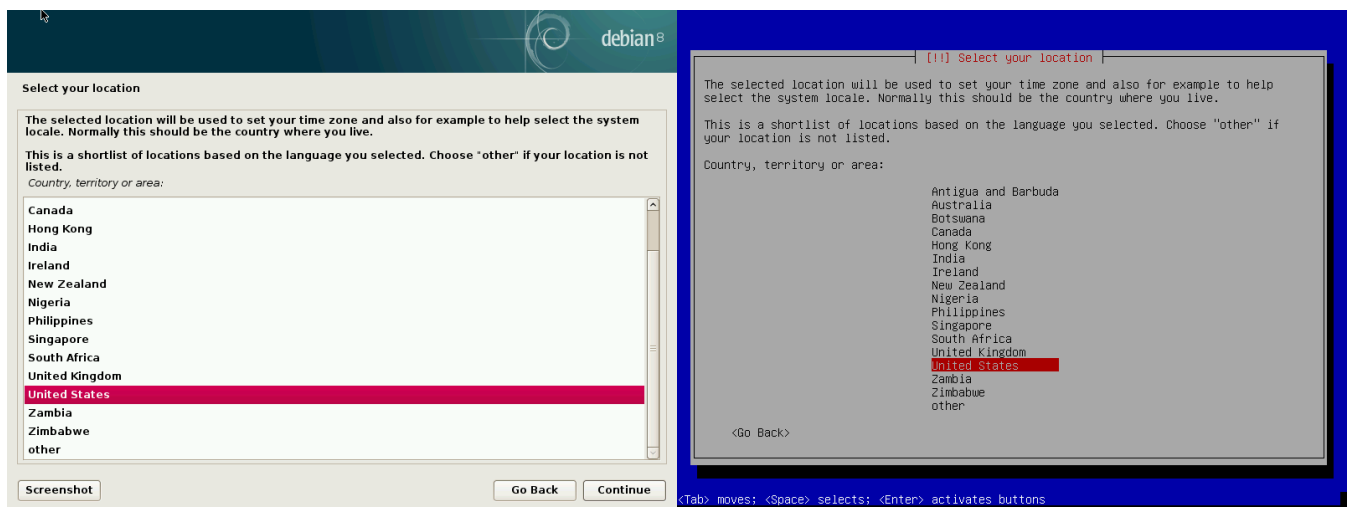 debian 8
Select your location
The selected location will be used to set your time zone and also for example to help select the system
locale. Normally this should be the country where you live.
This is a shortlist of locations based on the language you selected. Choose "other" if your location is not
listed.
Country, territory or area:
Canada
Hong Kong
India
Ireland
New Zealand
Nigeria
Philippines
Singapore
South Africa
United Kingdom
United States
Zambia
Zimbabwe
other
Screenshot
Go Back
Continue
[!!] Select your location
The selected location will be used to set your time zone and also for example to help
select the system locale. Normally this should be the country where you live.
This is a shortlist of locations based on the language you selected. Choose "other" if
your location is not listed.
Country, territory or area:
Antigua and Barbuda
Australia
Botswana
Canada
Hong Kong
India
Ireland
New Zealand
Nigeria
Philippines
Singapore
South Africa
United Kingdom
United States
Zambia
Zimbabwe
other
<Go Back>
<Tab> moves; <Space> selects; <Enter> activates buttons